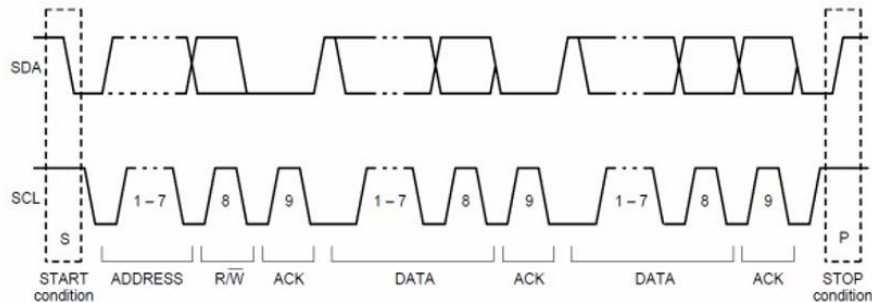 SDA
SCL
1 – 7 8 9 1 – 7 8 9 1 – 7 8 9
S P
START condition ADDRESS R/W̅ ACK DATA ACK DATA ACK STOP condition